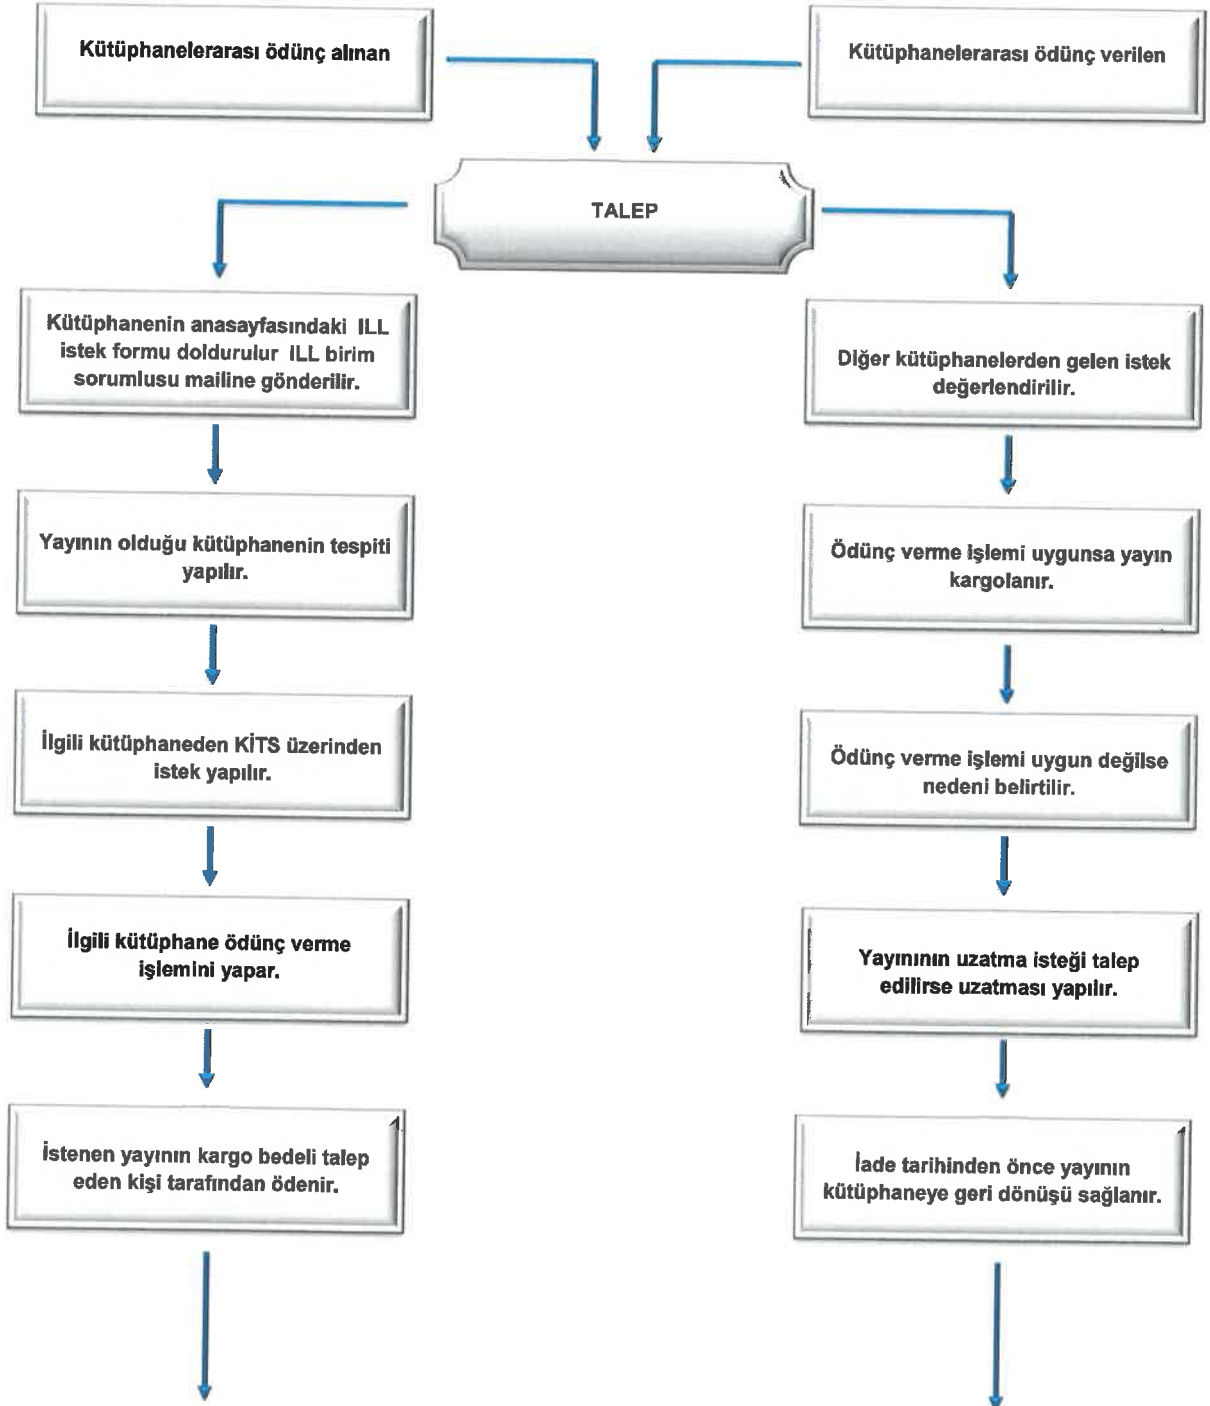 Kütüphanelerarası ödünç alınan
Kütüphanelerarası ödünç verilen
TALEP
Kütüphanenin anasayfasındaki ILL
istek formu doldurulur ILL birim
sorumlusu mailine gönderilir.
Yayının olduğu kütüphanenin tespiti
yapılır.
İlgili kütüphaneden KİTS üzerinden
istek yapılır.
İlgili kütüphane ödünç verme
işlemini yapar.
İstenen yayının kargo bedeli talep
eden kişi tarafından ödenir.
Diğer kütüphanelerden gelen istek
değerlendirilir.
Ödünç verme işlemi uygunsa yayın
kargolanır.
Ödünç verme işlemi uygun değilse
nedeni belirtilir.
Yayınının uzatma isteği talep
edilirse uzatması yapılır.
İade tarihinden önce yayının
kütüphaneye geri dönüşü sağlanır.